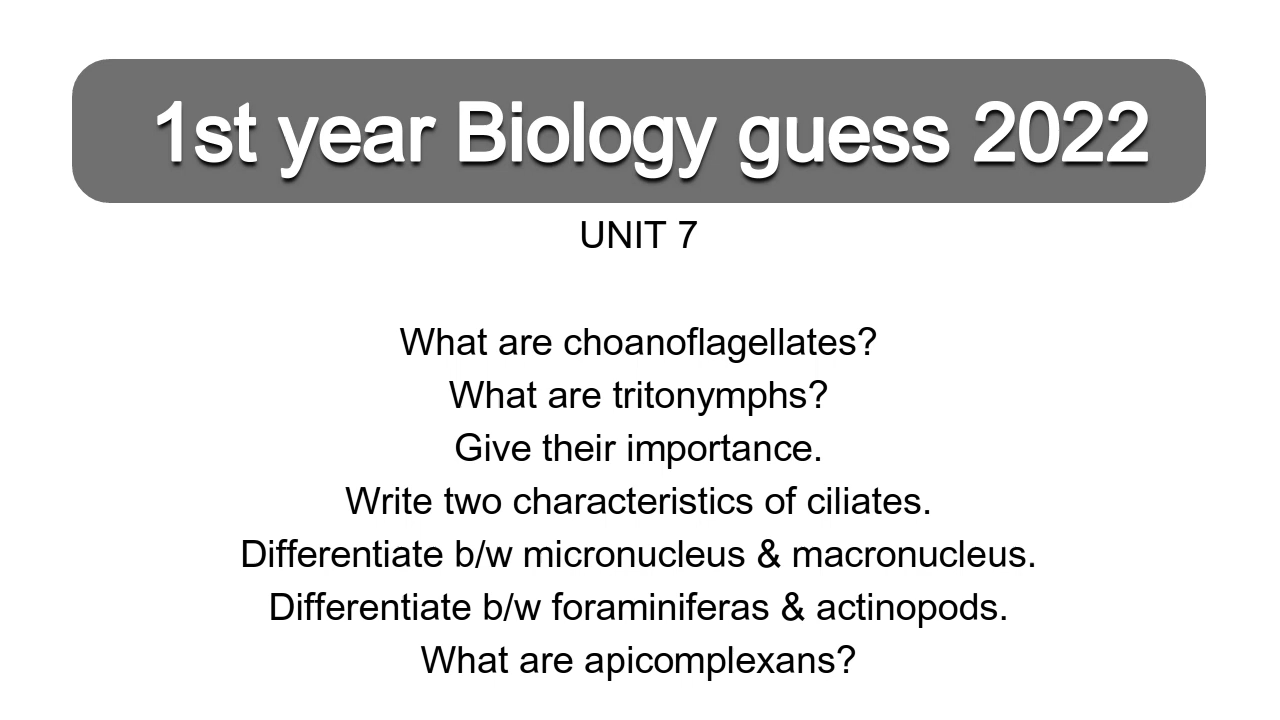 1st year Biology guess 2022
UNIT 7
What are choanoflagellates?
What are tritonymphs?
Give their importance.
Write two characteristics of ciliates.
Differentiate b/w micronucleus & macronucleus.
Differentiate b/w foraminiferas & actinopods.
What are apicomplexans?